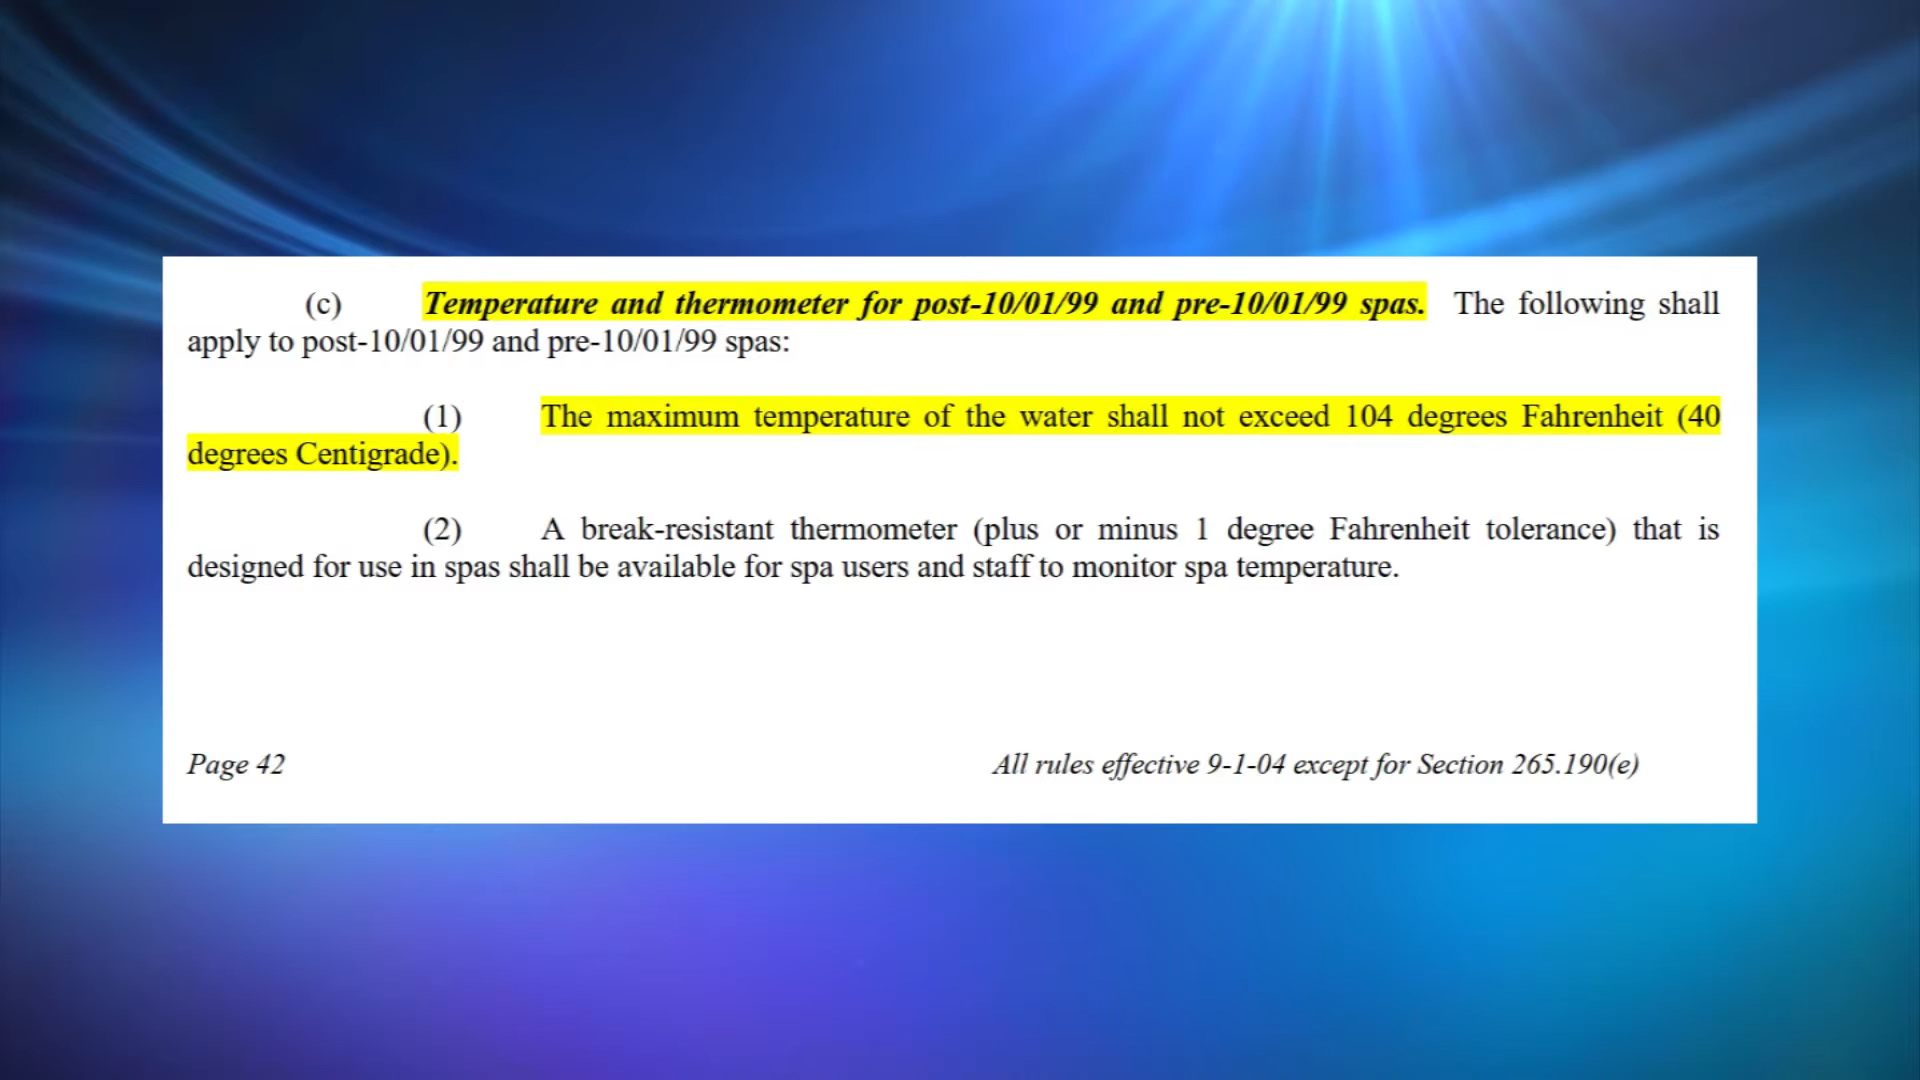 (c) Temperature and thermometer for post-10/01/99 and pre-10/01/99 spas. The following shall
apply to post-10/01/99 and pre-10/01/99 spas:
(1) The maximum temperature of the water shall not exceed 104 degrees Fahrenheit (40
degrees Centigrade).
(2) A break-resistant thermometer (plus or minus 1 degree Fahrenheit tolerance) that is
designed for use in spas shall be available for spa users and staff to monitor spa temperature.
Page 42 All rules effective 9-1-04 except for Section 265.190(e)